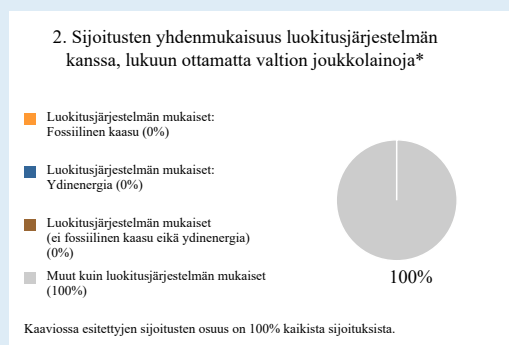 2. Sijoitusten yhdenmukaisuus luokitusjärjestelmän
kanssa, lukuun ottamatta valtion joukkolainoja*
Luokitusjärjestelmän mukaiset:
Fossiilinen kaasu (0%)
Luokitusjärjestelmän mukaiset:
Ydinenergia (0%)
Luokitusjärjestelmän mukaiset
(ei fossiilinen kaasu eikä ydinenergia)
(0%)
Muut kuin luokitusjärjestelmän mukaiset
(100%)
100%
Kaaviossa esitettyjen sijoitusten osuus on 100% kaikista sijoituksista.